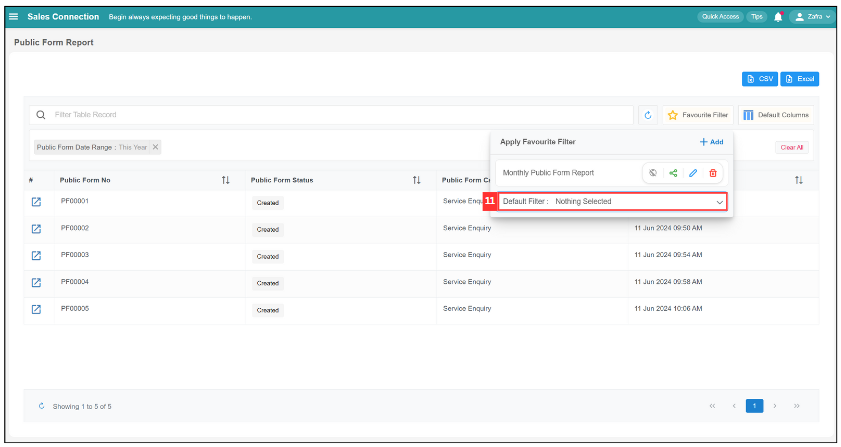 Sales Connection Begin always expecting good things to happen. Quick Access Tips Zafra
Public Form Report
CSV Excel
Filter Table Record Favourite Filter Default Columns
Public Form Date Range : This Year Clear All
Apply Favourite Filter Add
Monthly Public Form Report
11 Default Filter : Nothing Selected
# Public Form No Public Form Status
PF00001 Created
PF00002 Created Service Enquiry 11 Jun 2024 09:50 AM
PF00003 Created Service Enquiry 11 Jun 2024 09:54 AM
PF00004 Created Service Enquiry 11 Jun 2024 09:58 AM
PF00005 Created Service Enquiry 11 Jun 2024 10:06 AM
Showing 1 to 5 of 5 1